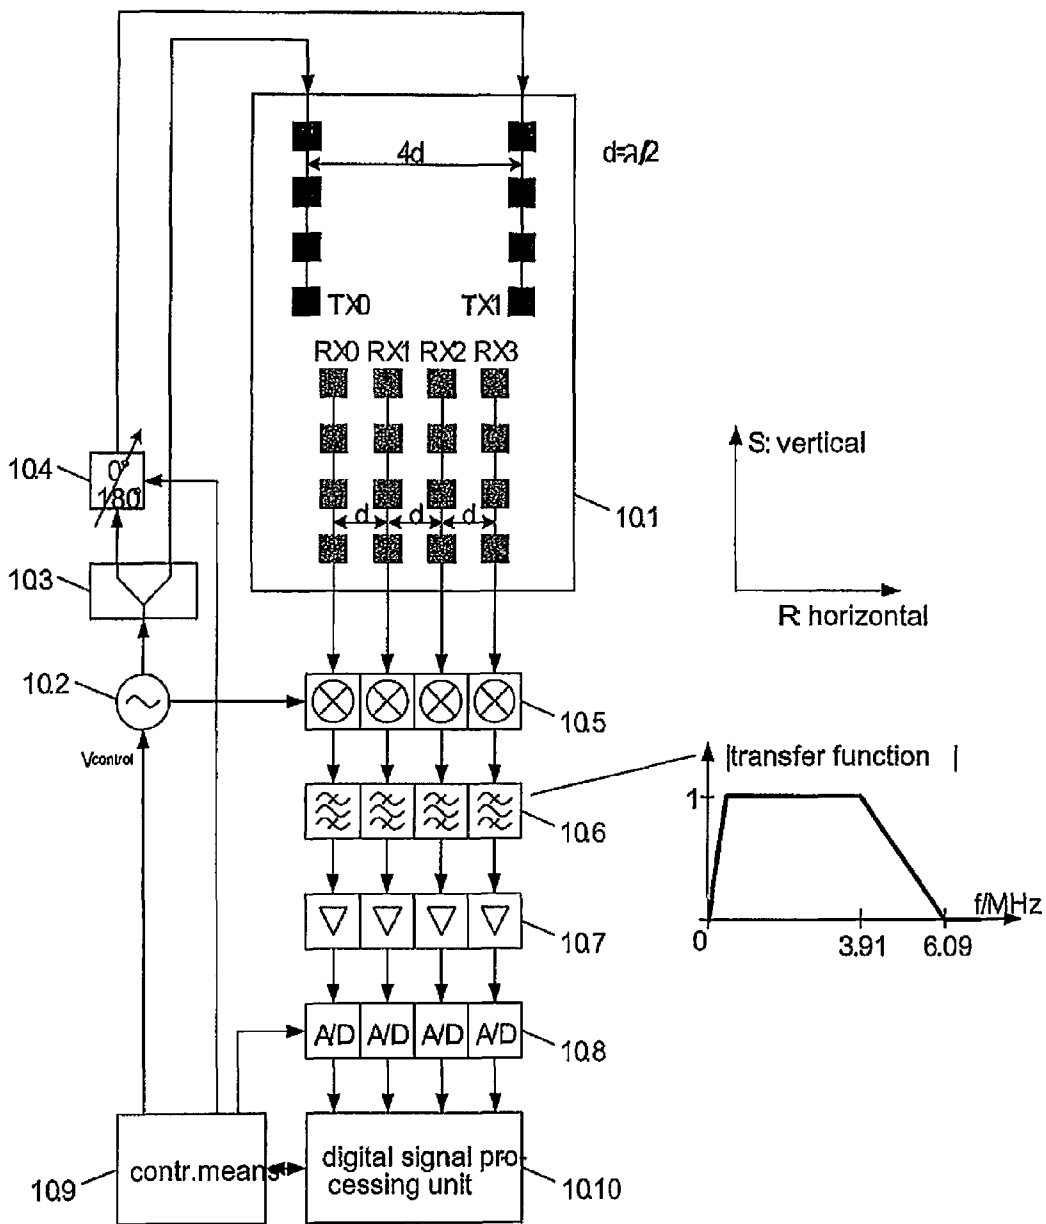 4d
d=λ/2
TX0
TX1
RX0 RX1 RX2 RX3
d
d
d
10.1
S: vertical
R: horizontal
10.4
0°
180°
10.3
10.2
Vcontrol
10.5
|transfer function |
1
0
3.91
6.09
f/MHz
10.6
10.7
A/D A/D A/D A/D
10.8
contr.means
10.9
digital signal pro-
cessing unit
10.10